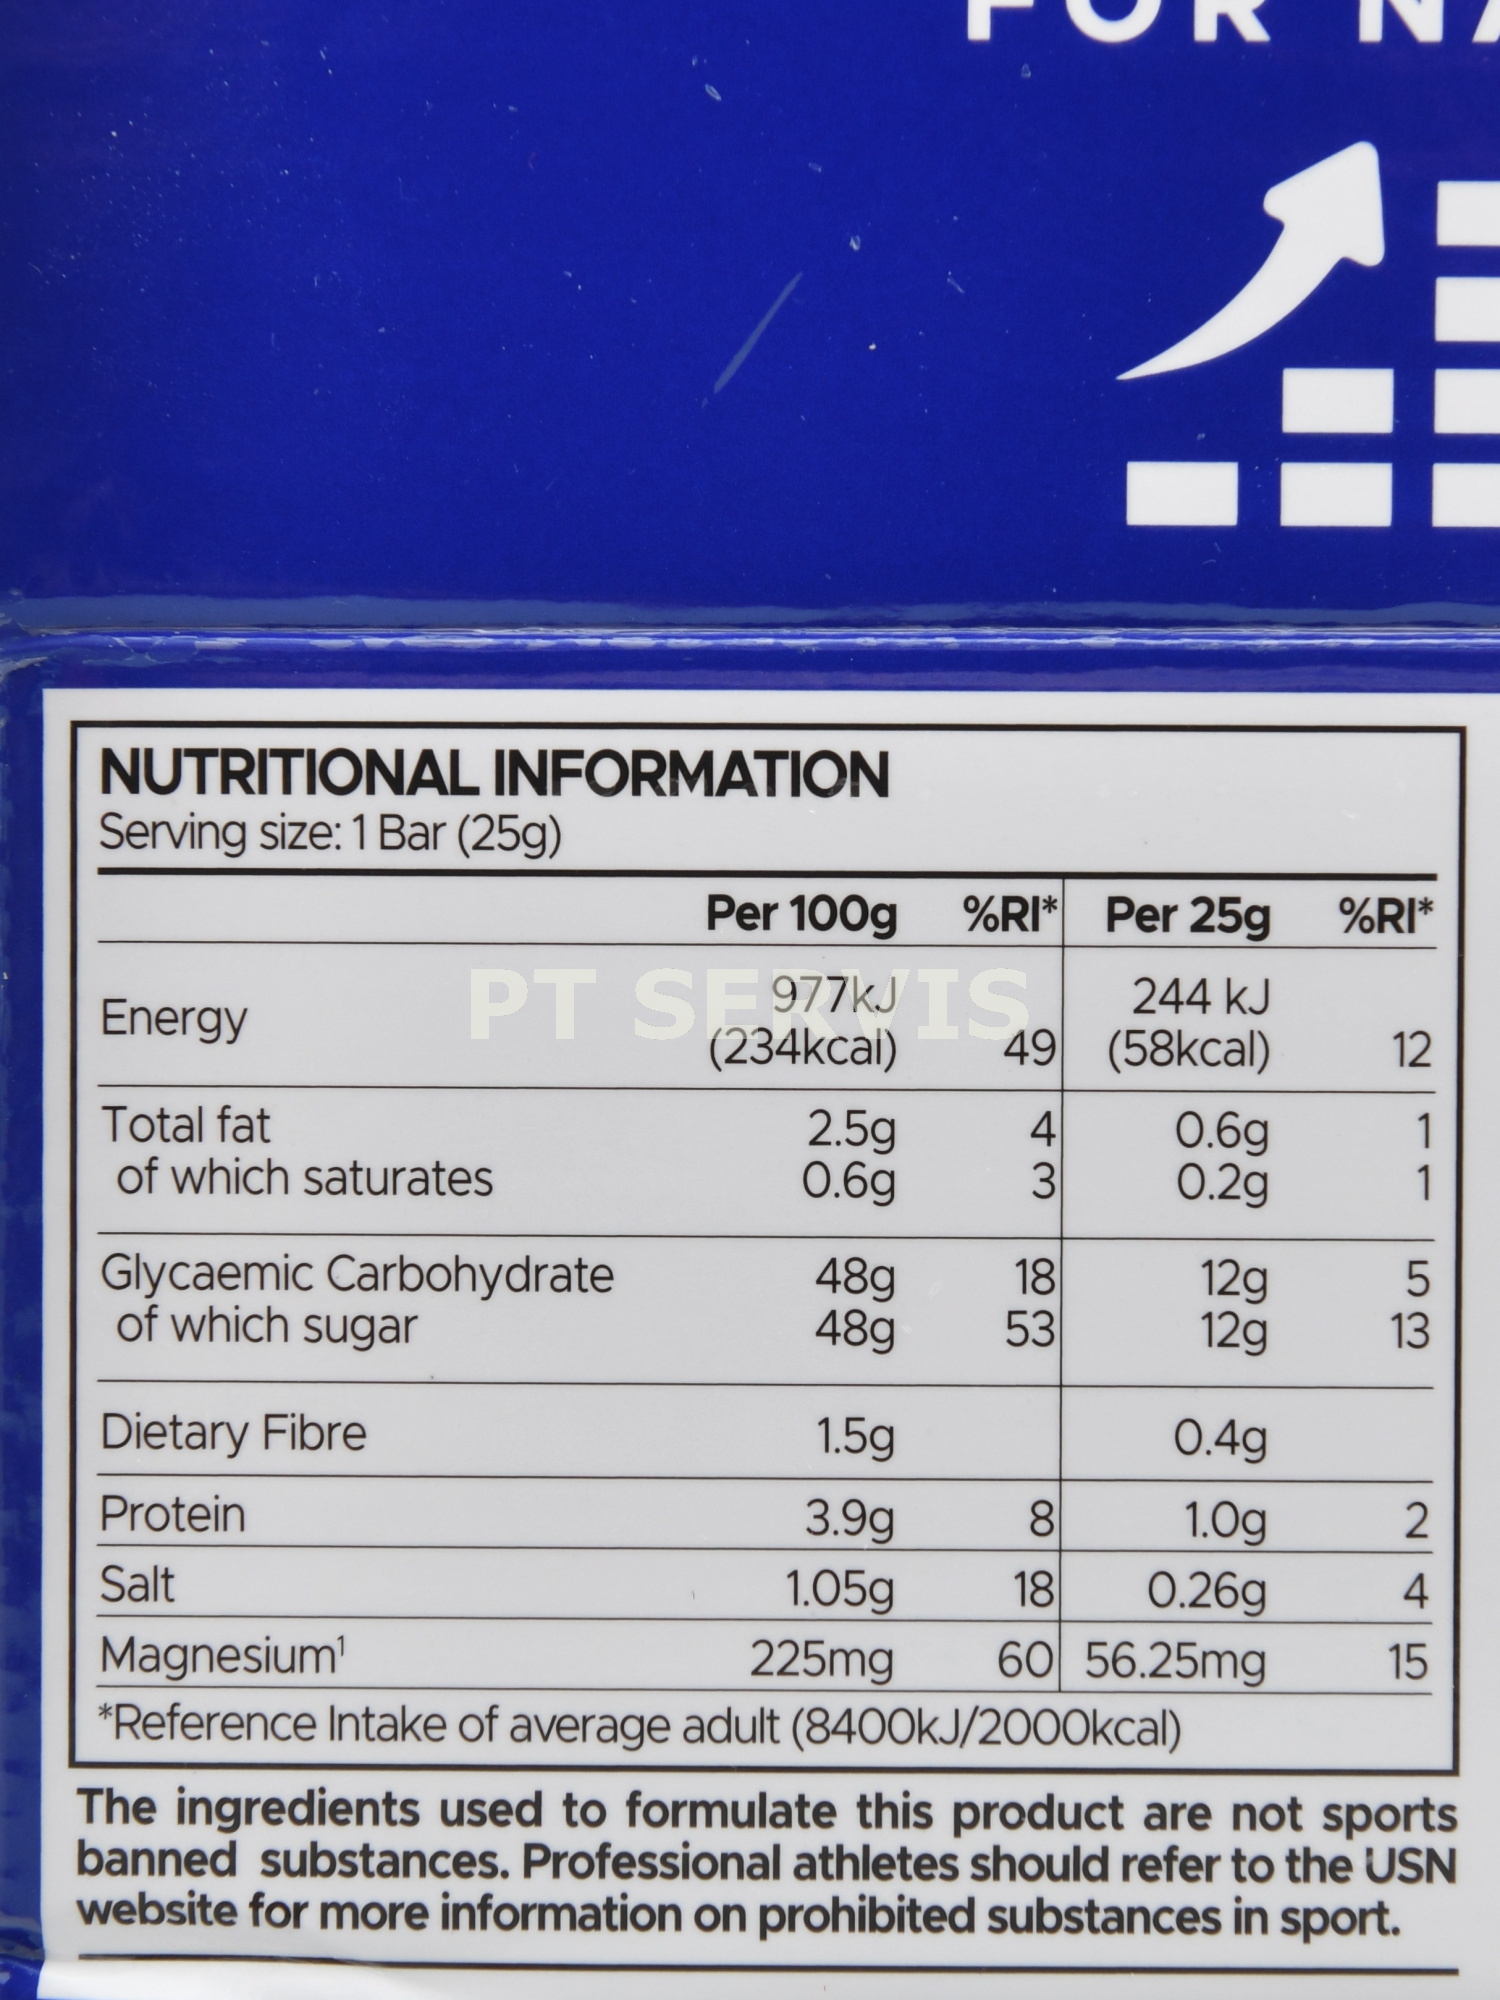 FOR NA
NUTRITIONAL INFORMATION
Serving size: 1 Bar (25g)
Per 100g %RI* Per 25g %RI*
PT SERVIS
977kJ 244 kJ
Energy
(234kcal) 49 (58kcal) 12
Total fat 2.5g 4 0.6g 1
of which saturates 0.6g 3 0.2g 1
Glycaemic Carbohydrate 48g 18 12g 5
of which sugar 48g 53 12g 13
Dietary Fibre 1.5g 0.4g
Protein 3.9g 8 1.0g 2
Salt 1.05g 18 0.26g 4
Magnesium¹ 225mg 60 56.25mg 15
*Reference Intake of average adult (8400kJ/2000kcal)
The ingredients used to formulate this product are not sports
banned substances. Professional athletes should refer to the USN
website for more information on prohibited substances in sport.